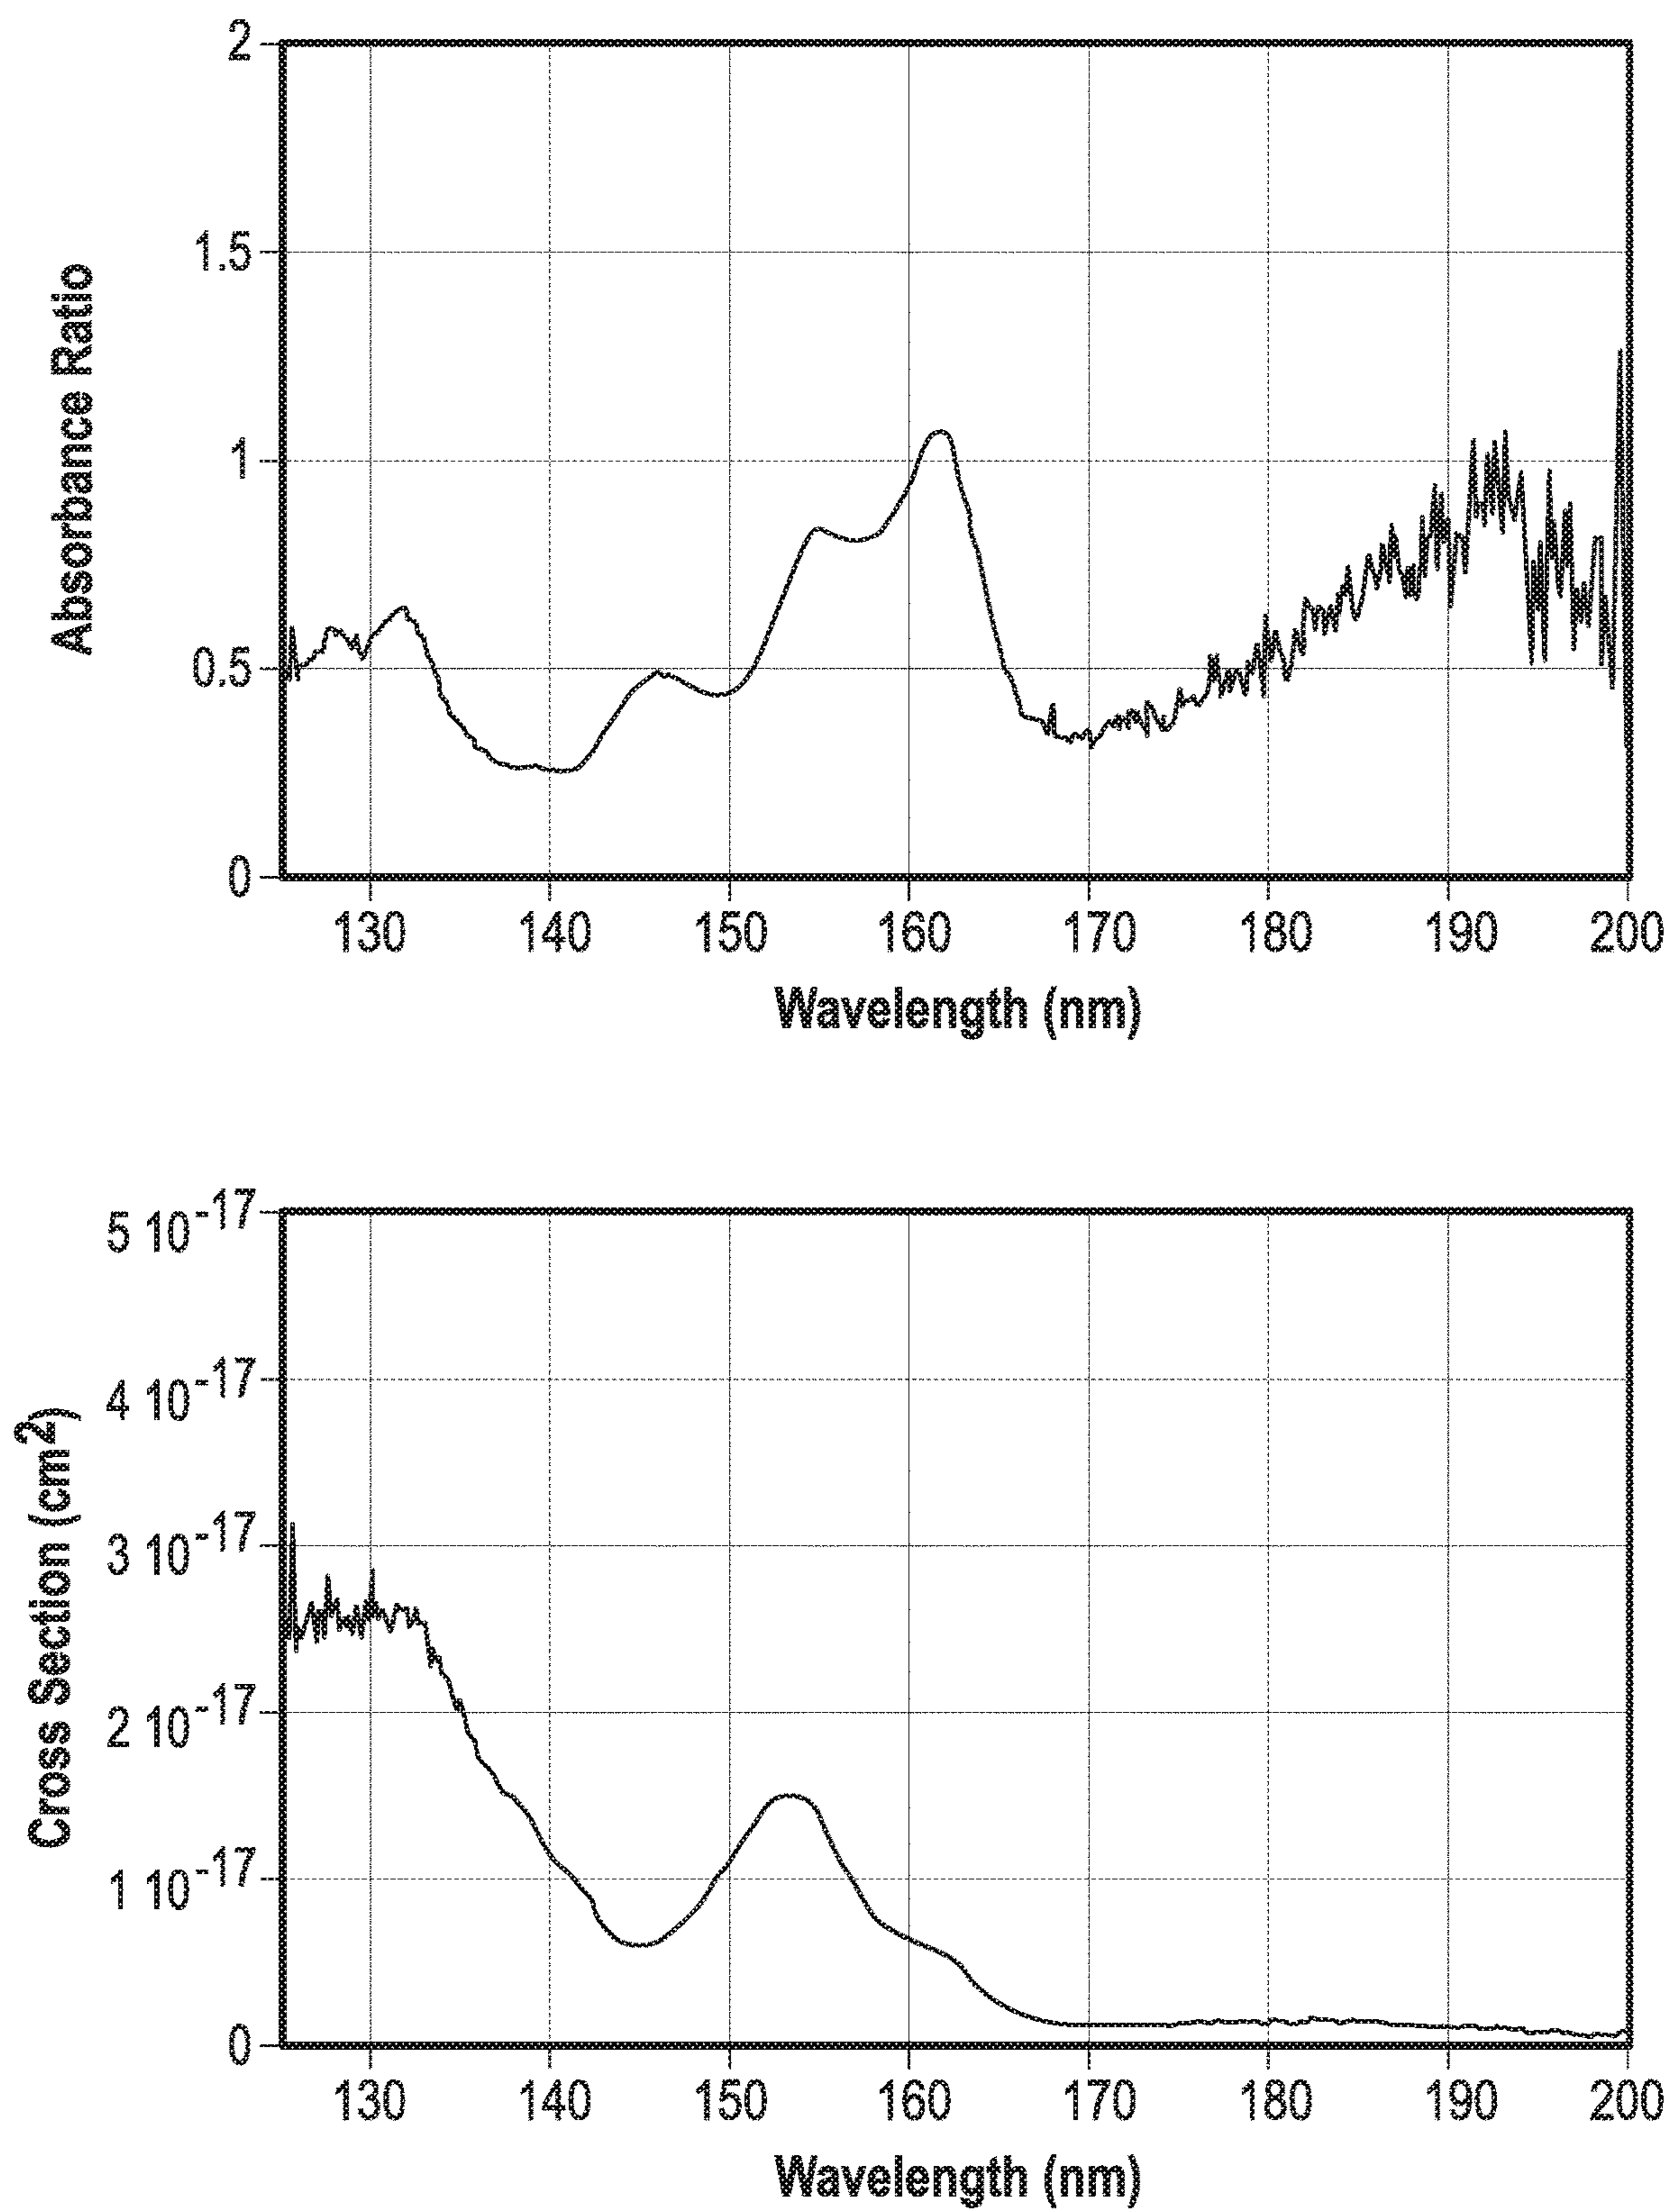 Absorbance Ratio
2
1.5
1
0.5
0
130 140 150 160 170 180 190 200
Wavelength (nm)
Cross Section (cm²)
5 10⁻¹⁷
4 10⁻¹⁷
3 10⁻¹⁷
2 10⁻¹⁷
1 10⁻¹⁷
0
130 140 150 160 170 180 190 200
Wavelength (nm)